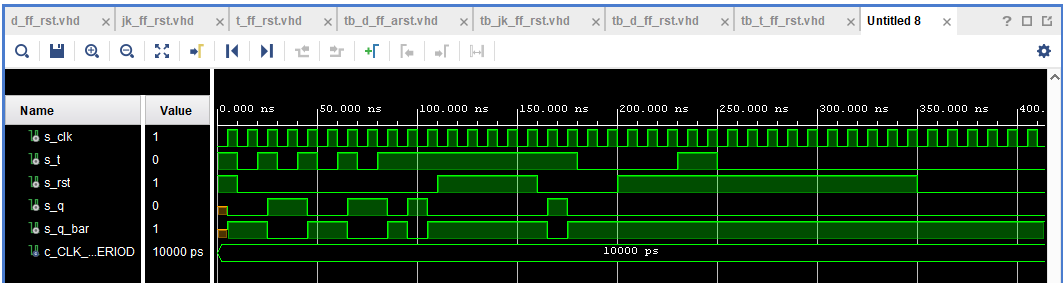 d_ff_rst.vhd jk_ff_rst.vhd t_ff_rst.vhd tb_d_ff_arst.vhd tb_jk_ff_rst.vhd tb_d_ff_rst.vhd tb_t_ff_rst.vhd Untitled 8
Name Value
0.000 ns 50.000 ns 100.000 ns 150.000 ns 200.000 ns 250.000 ns 300.000 ns 350.000 ns 400.
s_clk 1
s_t 0
s_rst 1
s_q 0
s_q_bar 1
c_CLK_...ERIOD 10000 ps 10000 ps